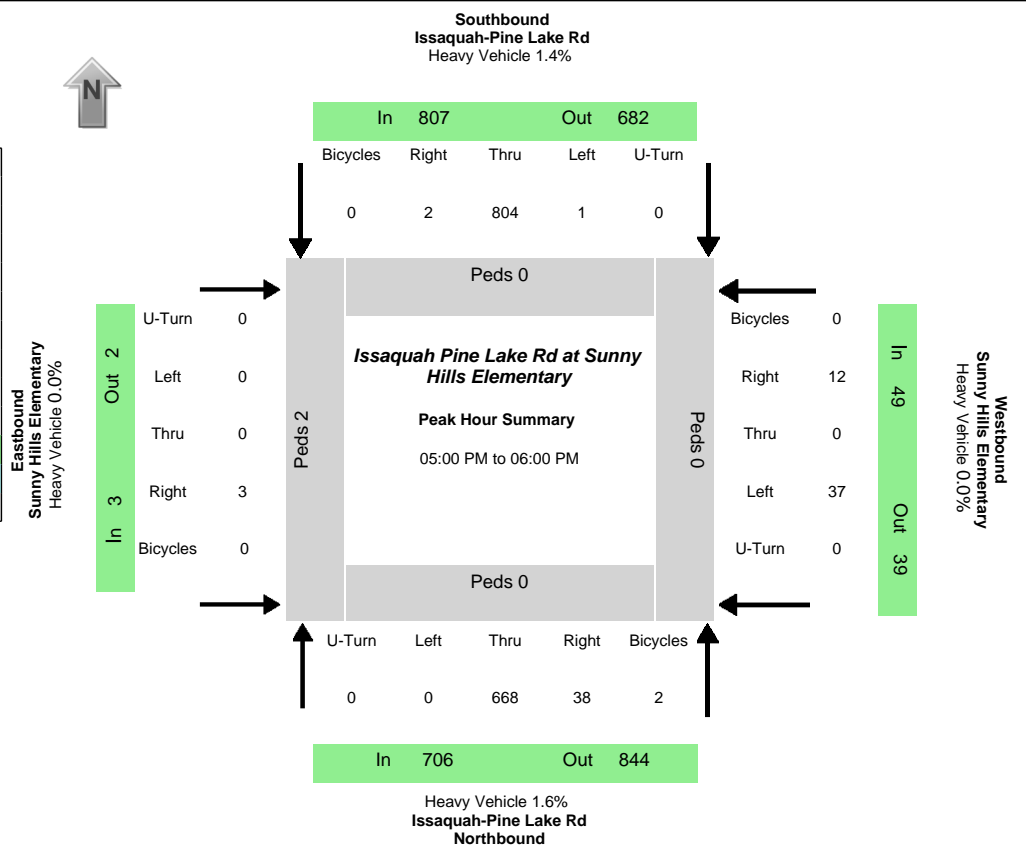 Southbound
Issaquah-Pine Lake Rd
Heavy Vehicle 1.4%
N
In 807 Out 682
Bicycles Right Thru Left U-Turn
0 2 804 1 0
Peds 0
Eastbound
Sunny Hills Elementary
Heavy Vehicle 0.0%
In 3 Out 2
U-Turn 0
Left 0
Thru 0
Right 3
Bicycles 0
Peds 2
Issaquah Pine Lake Rd at Sunny
Hills Elementary
Peak Hour Summary
05:00 PM to 06:00 PM
Peds 0
Bicycles 0
Right 12
Thru 0
Left 37
U-Turn 0
In 49 Out 39
Westbound
Sunny Hills Elementary
Heavy Vehicle 0.0%
Peds 0
U-Turn Left Thru Right Bicycles
0 0 668 38 2
In 706 Out 844
Heavy Vehicle 1.6%
Issaquah-Pine Lake Rd
Northbound